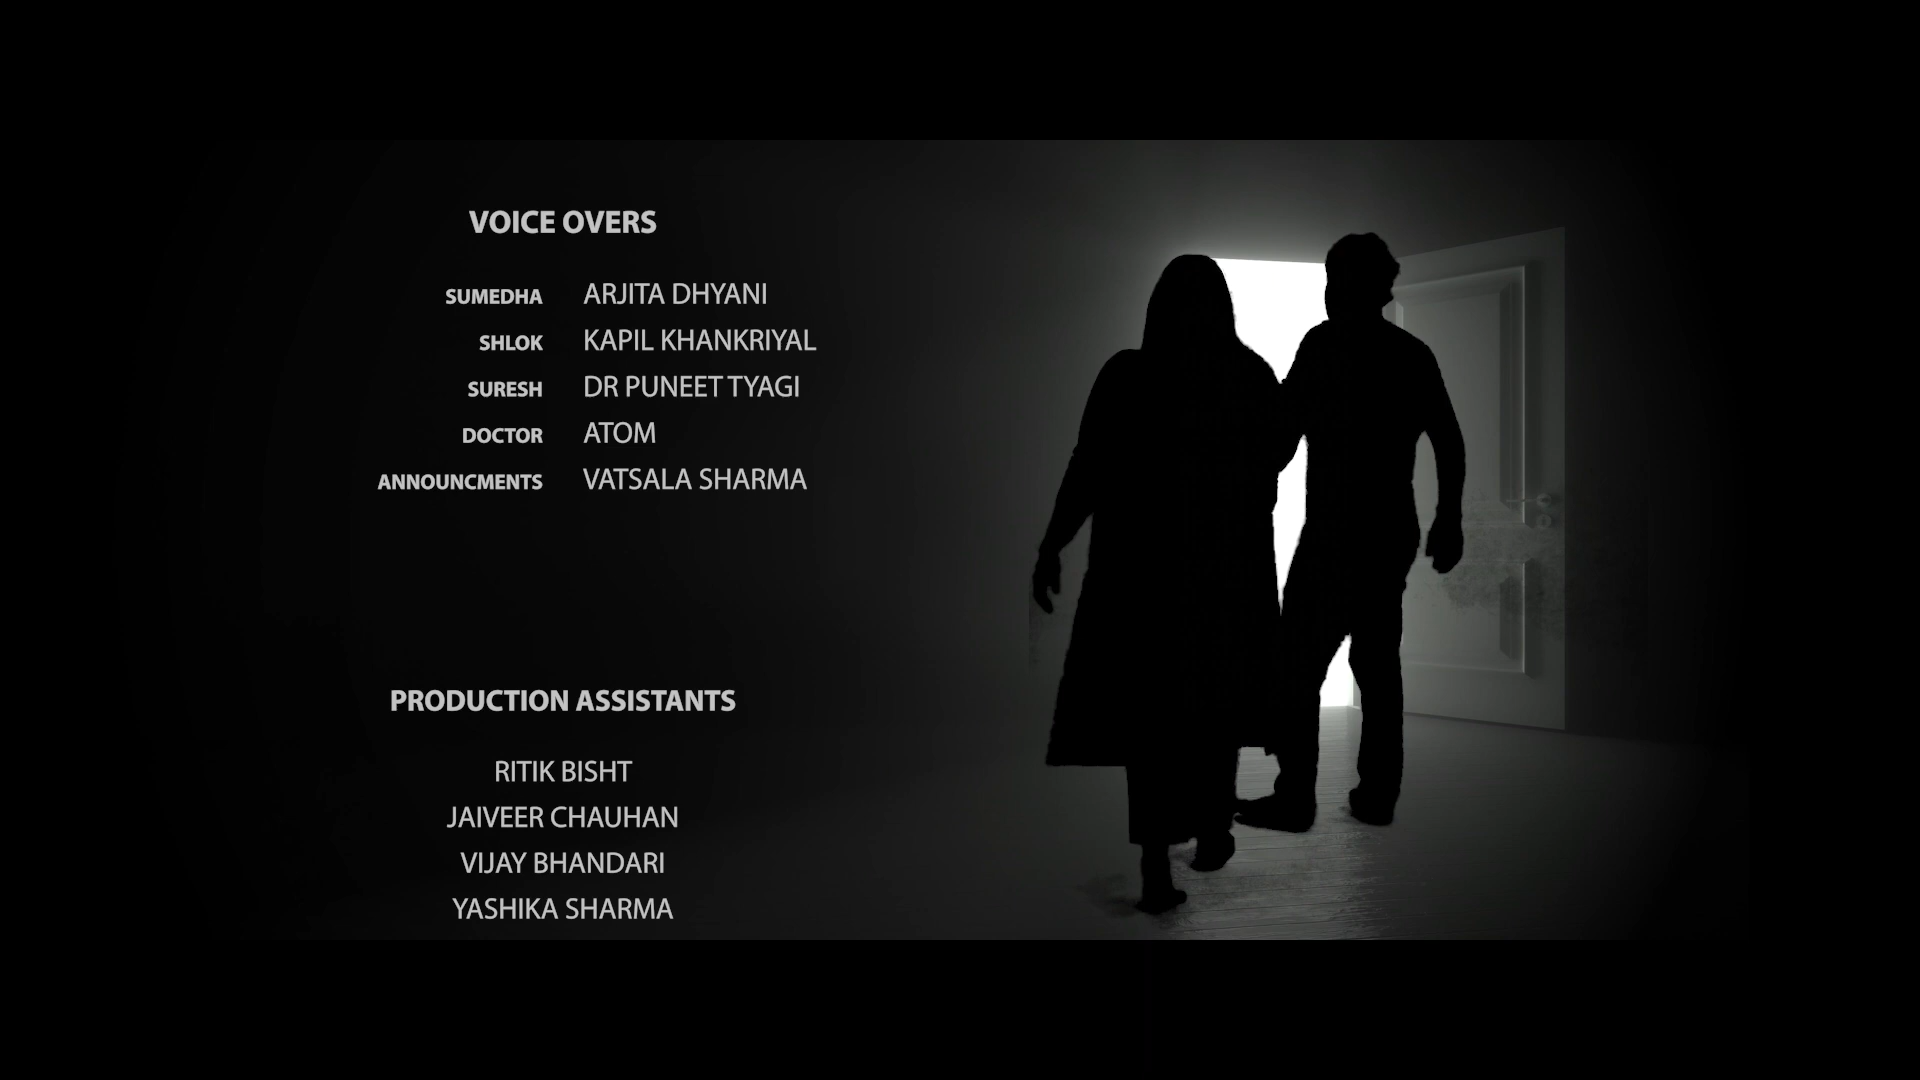 VOICE OVERS
SUMEDHA ARJITA DHYANI
SHLOK KAPIL KHANKRIYAL
SURESH DR PUNEET TYAGI
DOCTOR ATOM
ANNOUNCMENTS VATSALA SHARMA
PRODUCTION ASSISTANTS
RITIK BISHT
JAIVEER CHAUHAN
VIJAY BHANDARI
YASHIKA SHARMA